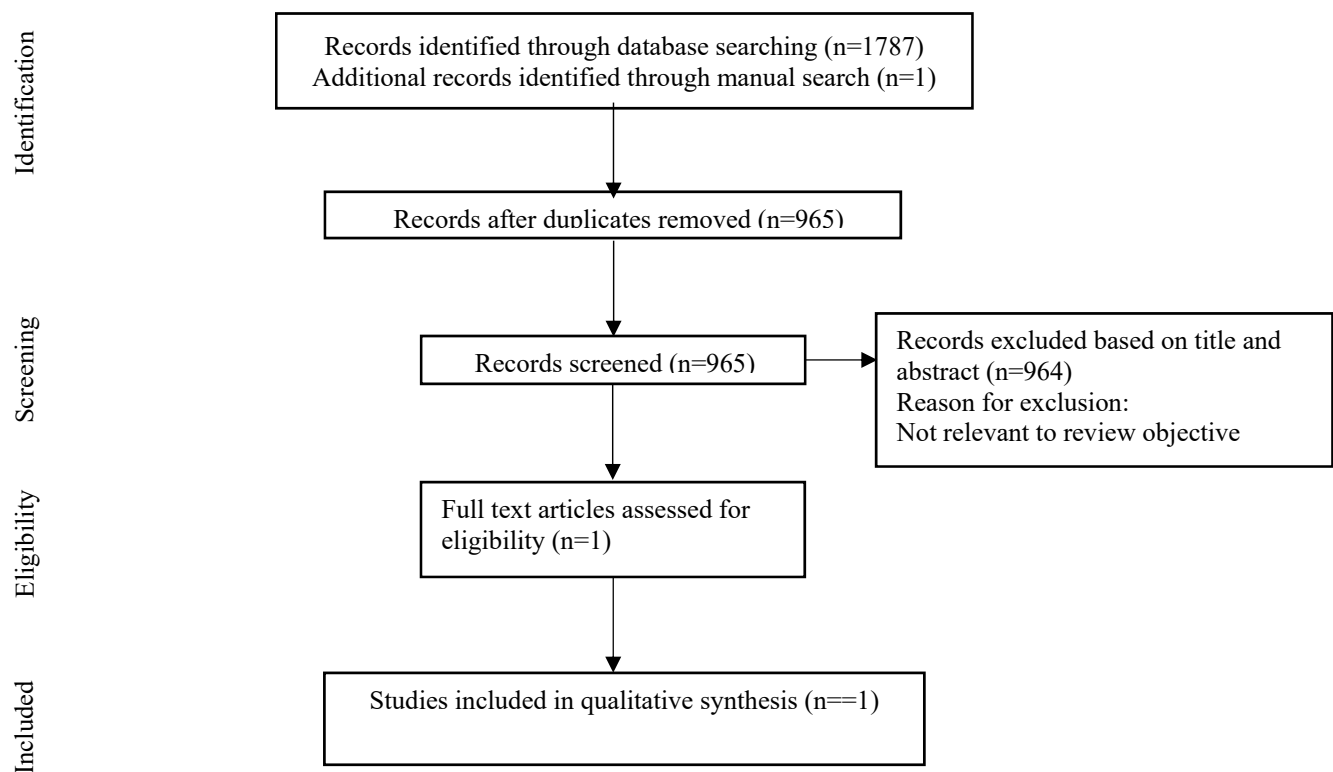 Identification
Records identified through database searching (n=1787)
Additional records identified through manual search (n=1)
Records after duplicates removed (n=965)
Screening
Records screened (n=965)
Records excluded based on title and
abstract (n=964)
Reason for exclusion:
Not relevant to review objective
Eligibility
Full text articles assessed for
eligibility (n=1)
Included
Studies included in qualitative synthesis (n==1)